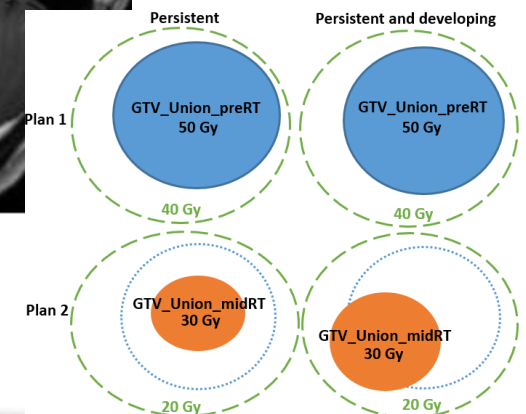 Persistent
Persistent and developing
Plan 1
GTV_Union_preRT
50 Gy
40 Gy
GTV_Union_preRT
50 Gy
40 Gy
Plan 2
GTV_Union_midRT
30 Gy
20 Gy
GTV_Union_midRT
30 Gy
20 Gy